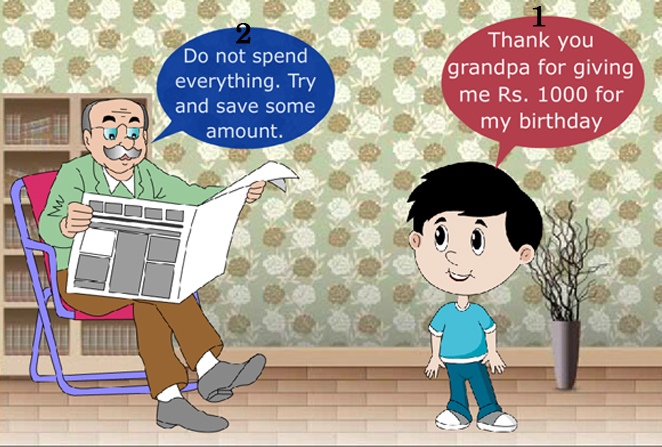 1
Thank you
grandpa for giving
me Rs. 1000 for
my birthday
2
Do not spend
everything. Try
and save some
amount.